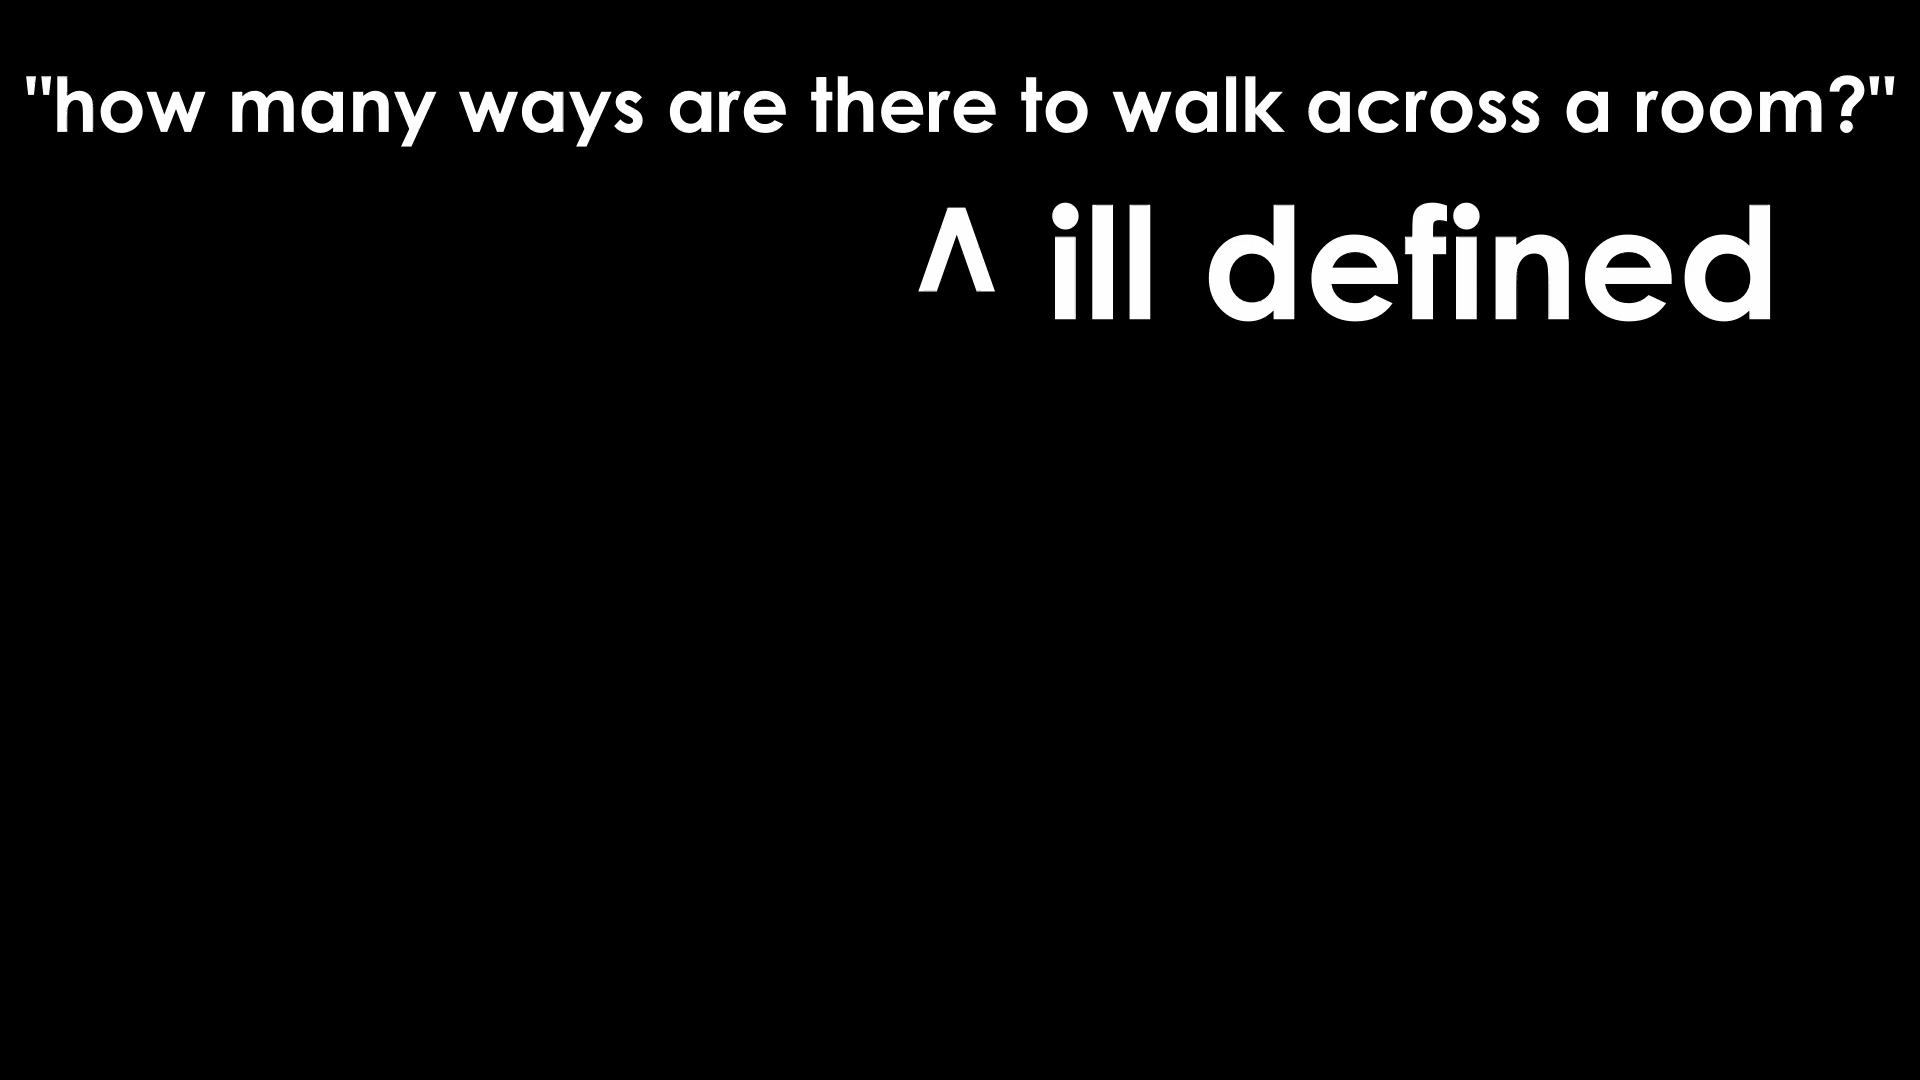 "how many ways are there to walk across a room?"
^ ill defined